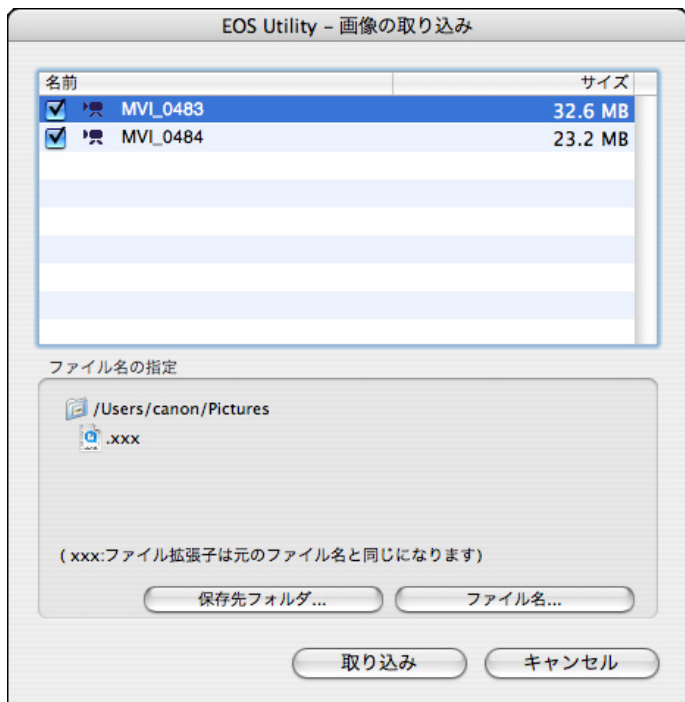 EOS Utility – 画像の取り込み
名前 サイズ
MVI_0483 32.6 MB
MVI_0484 23.2 MB
ファイル名の指定
/Users/canon/Pictures
.xxx
( xxx:ファイル拡張子は元のファイル名と同じになります)
保存先フォルダ... ファイル名...
取り込み キャンセル